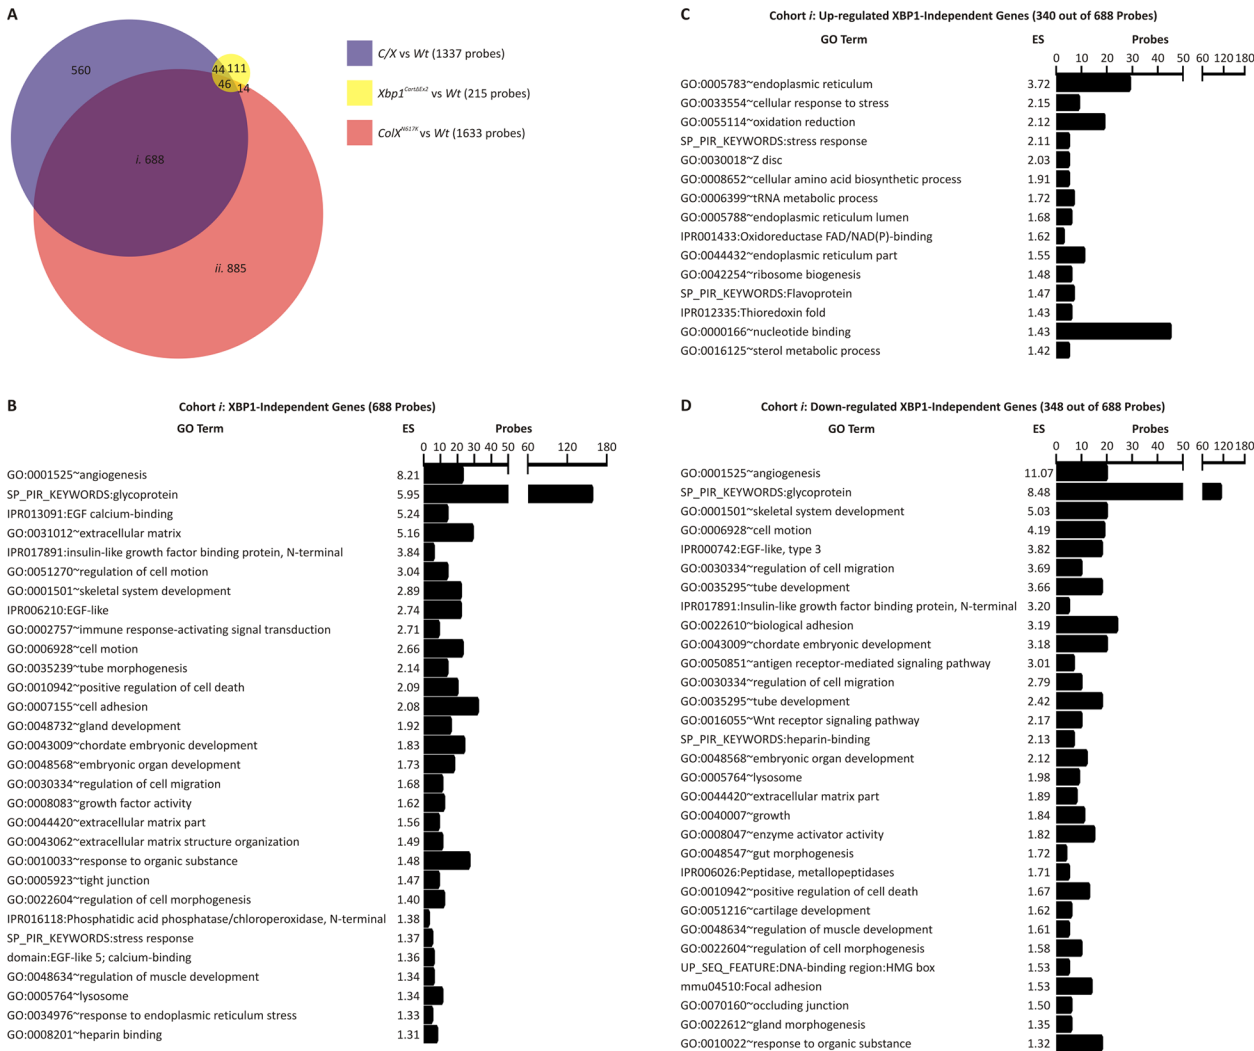 A
560
44
111
46
14
i. 688
ii. 885
C/X vs Wt (1337 probes)
Xbp1^CartΔEx2 vs Wt (215 probes)
ColX^N617K vs Wt (1633 probes)
B
Cohort i: XBP1-Independent Genes (688 Probes)
GO Term ES Probes
0 10 20 30 40 50 60 120 180
GO:0001525~angiogenesis 8.21
SP_PIR_KEYWORDS:glycoprotein 5.95
IPR013091:EGF calcium-binding 5.24
GO:0031012~extracellular matrix 5.16
IPR017891:insulin-like growth factor binding protein, N-terminal 3.84
GO:0051270~regulation of cell motion 3.04
GO:0001501~skeletal system development 2.89
IPR006210:EGF-like 2.74
GO:0002757~immune response-activating signal transduction 2.71
GO:0006928~cell motion 2.66
GO:0035239~tube morphogenesis 2.14
GO:0010942~positive regulation of cell death 2.09
GO:0007155~cell adhesion 2.08
GO:0048732~gland development 1.92
GO:0043009~chordate embryonic development 1.83
GO:0048568~embryonic organ development 1.73
GO:0030334~regulation of cell migration 1.68
GO:0008083~growth factor activity 1.62
GO:0044420~extracellular matrix part 1.56
GO:0043062~extracellular matrix structure organization 1.49
GO:0010033~response to organic substance 1.48
GO:0005923~tight junction 1.47
GO:0022604~regulation of cell morphogenesis 1.40
IPR016118:Phosphatidic acid phosphatase/chloroperoxidase, N-terminal 1.38
SP_PIR_KEYWORDS:stress response 1.37
domain:EGF-like 5; calcium-binding 1.36
GO:0048634~regulation of muscle development 1.34
GO:0005764~lysosome 1.34
GO:0034976~response to endoplasmic reticulum stress 1.33
GO:0008201~heparin binding 1.31
C
Cohort i: Up-regulated XBP1-Independent Genes (340 out of 688 Probes)
GO Term ES Probes
0 10 20 30 40 50 60 120 180
GO:0005783~endoplasmic reticulum 3.72
GO:0033554~cellular response to stress 2.15
GO:0055114~oxidation reduction 2.12
SP_PIR_KEYWORDS:stress response 2.11
GO:0030018~Z disc 2.03
GO:0008652~cellular amino acid biosynthetic process 1.91
GO:0006399~tRNA metabolic process 1.72
GO:0005788~endoplasmic reticulum lumen 1.68
IPR001433:Oxidoreductase FAD/NAD(P)-binding 1.62
GO:0044432~endoplasmic reticulum part 1.55
GO:0042254~ribosome biogenesis 1.48
SP_PIR_KEYWORDS:Flavoprotein 1.47
IPR012335:Thioredoxin fold 1.43
GO:0000166~nucleotide binding 1.43
GO:0016125~sterol metabolic process 1.42
D
Cohort i: Down-regulated XBP1-Independent Genes (348 out of 688 Probes)
GO Term ES Probes
0 10 20 30 40 50 60 120 180
GO:0001525~angiogenesis 11.07
SP_PIR_KEYWORDS:glycoprotein 8.48
GO:0001501~skeletal system development 5.03
GO:0006928~cell motion 4.19
IPR000742:EGF-like, type 3 3.82
GO:0030334~regulation of cell migration 3.69
GO:0035295~tube development 3.66
IPR017891:Insulin-like growth factor binding protein, N-terminal 3.20
GO:0022610~biological adhesion 3.19
GO:0043009~chordate embryonic development 3.18
GO:0050851~antigen receptor-mediated signaling pathway 3.01
GO:0030334~regulation of cell migration 2.79
GO:0035295~tube development 2.42
GO:0016055~Wnt receptor signaling pathway 2.17
SP_PIR_KEYWORDS:heparin-binding 2.13
GO:0048568~embryonic organ development 2.12
GO:0005764~lysosome 1.98
GO:0044420~extracellular matrix part 1.89
GO:0040007~growth 1.84
GO:0008047~enzyme activator activity 1.82
GO:0048547~gut morphogenesis 1.72
IPR006026:Peptidase, metallopeptidases 1.71
GO:0010942~positive regulation of cell death 1.67
GO:0051216~cartilage development 1.62
GO:0048634~regulation of muscle development 1.61
GO:0022604~regulation of cell morphogenesis 1.58
UP_SEQ_FEATURE:DNA-binding region:HMG box 1.53
mmu04510:Focal adhesion 1.53
GO:0070160~occluding junction 1.50
GO:0022612~gland morphogenesis 1.35
GO:0010022~response to organic substance 1.32